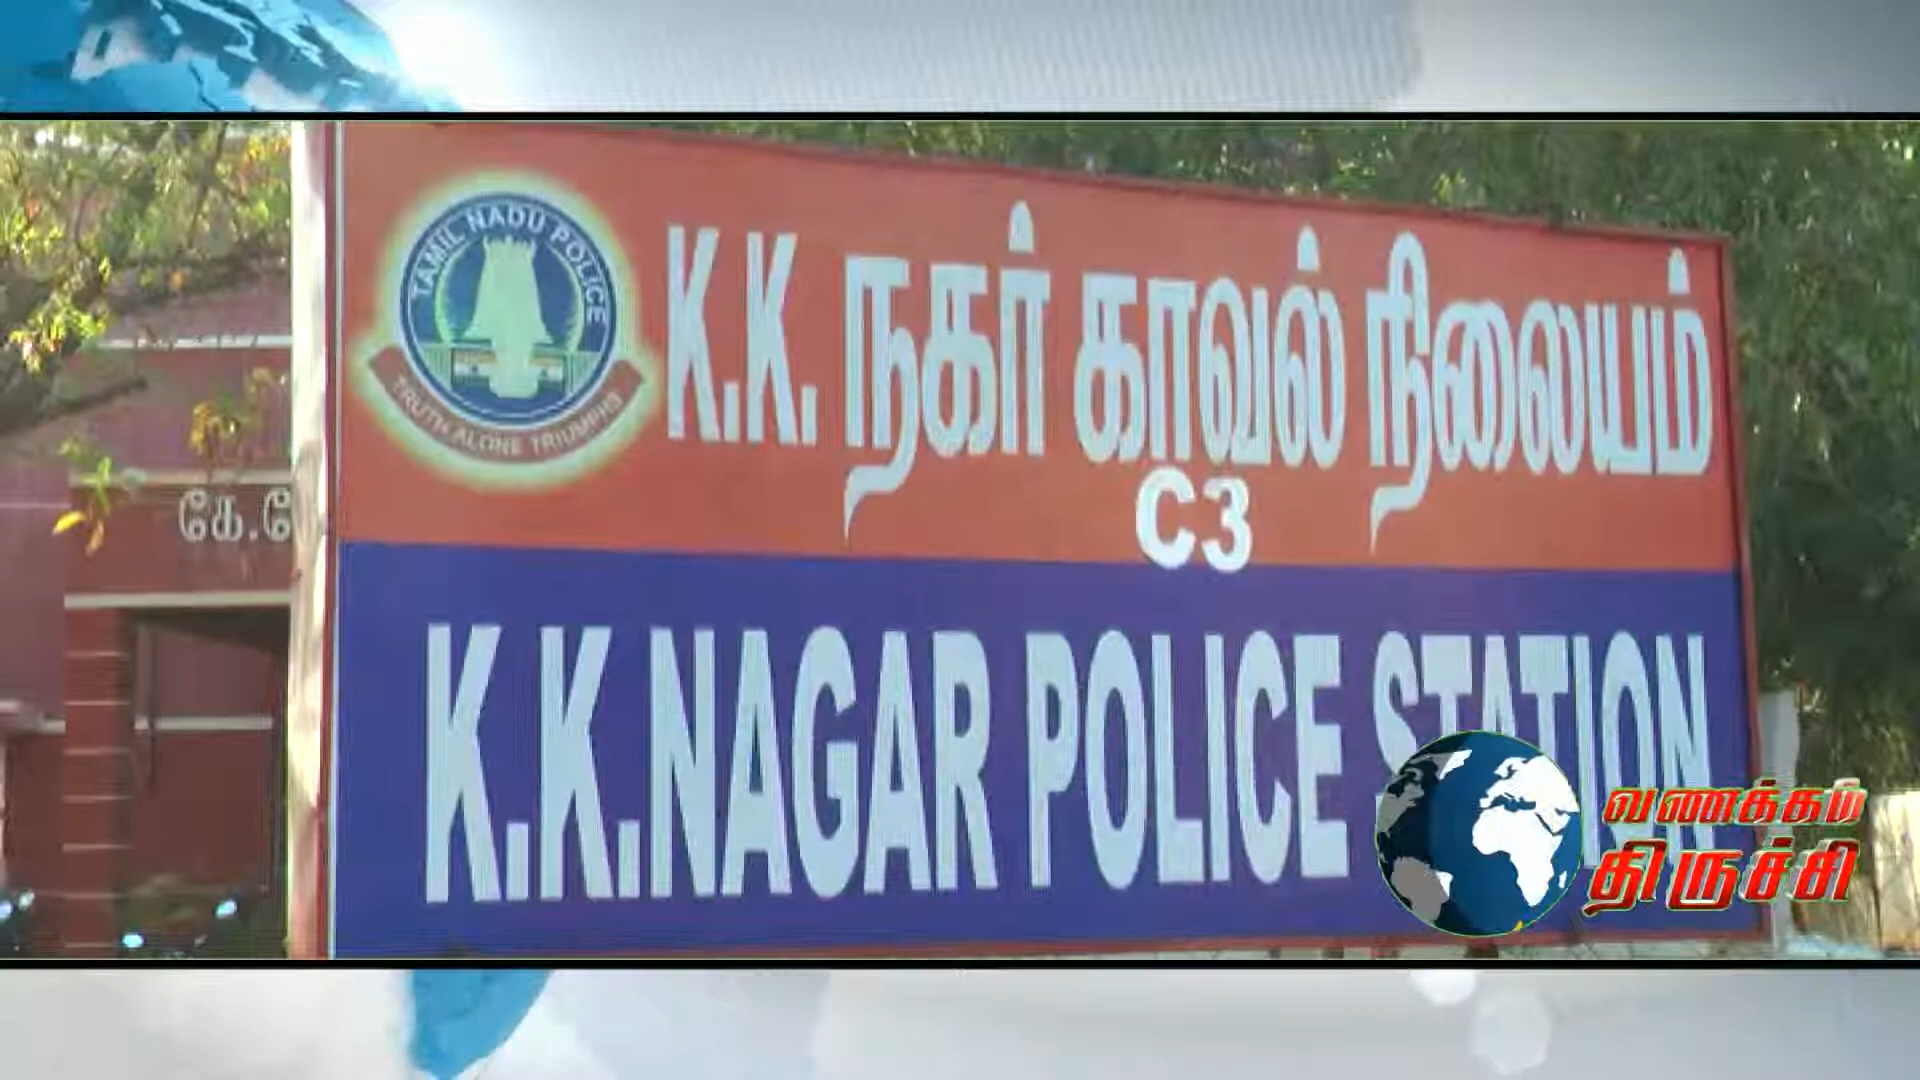 TAMIL NADU POLICE
TRUTH ALONE TRIUMPHS
K.K. நகர் காவல் நிலையம்
C3
K.K.NAGAR POLICE STATION
கே.
வணக்கம்
திருச்சி